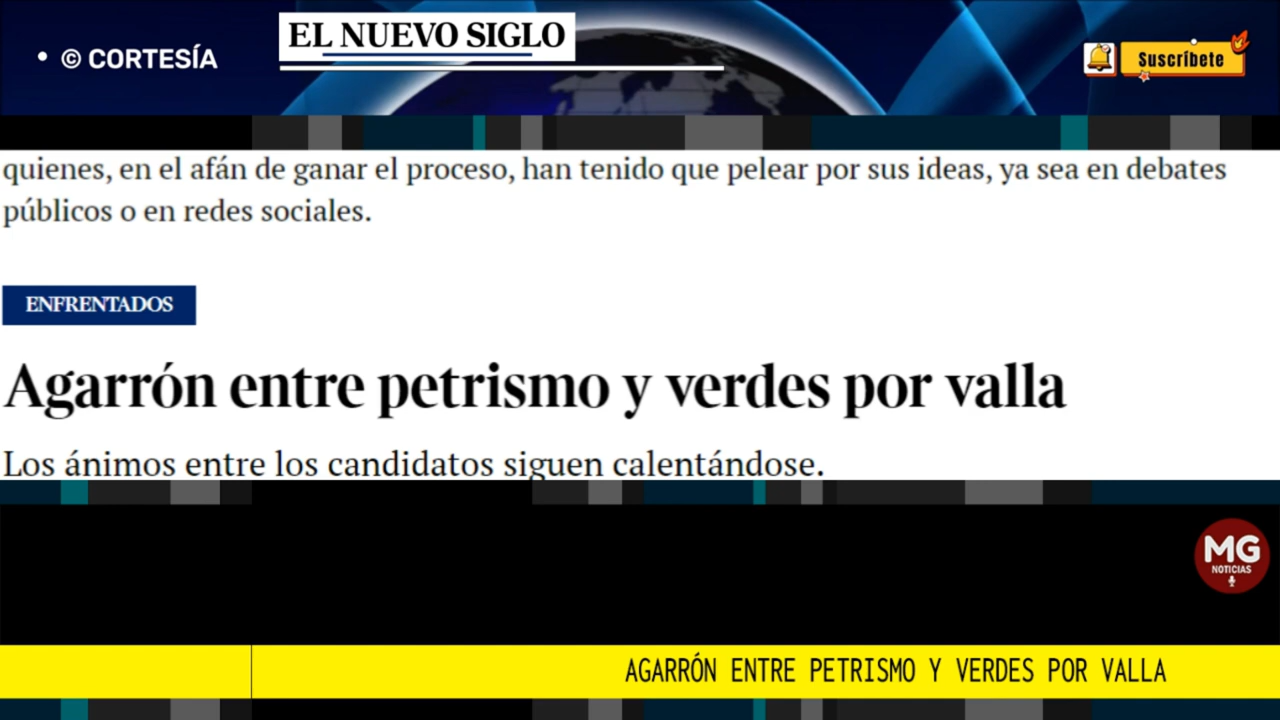 © CORTESÍA
EL NUEVO SIGLO
Suscríbete
quienes, en el afán de ganar el proceso, han tenido que pelear por sus ideas, ya sea en debates
públicos o en redes sociales.
ENFRENTADOS
Agarrón entre petrismo y verdes por valla
Los ánimos entre los candidatos siguen calentándose.
MG
NOTICIAS
AGARRÓN ENTRE PETRISMO Y VERDES POR VALLA